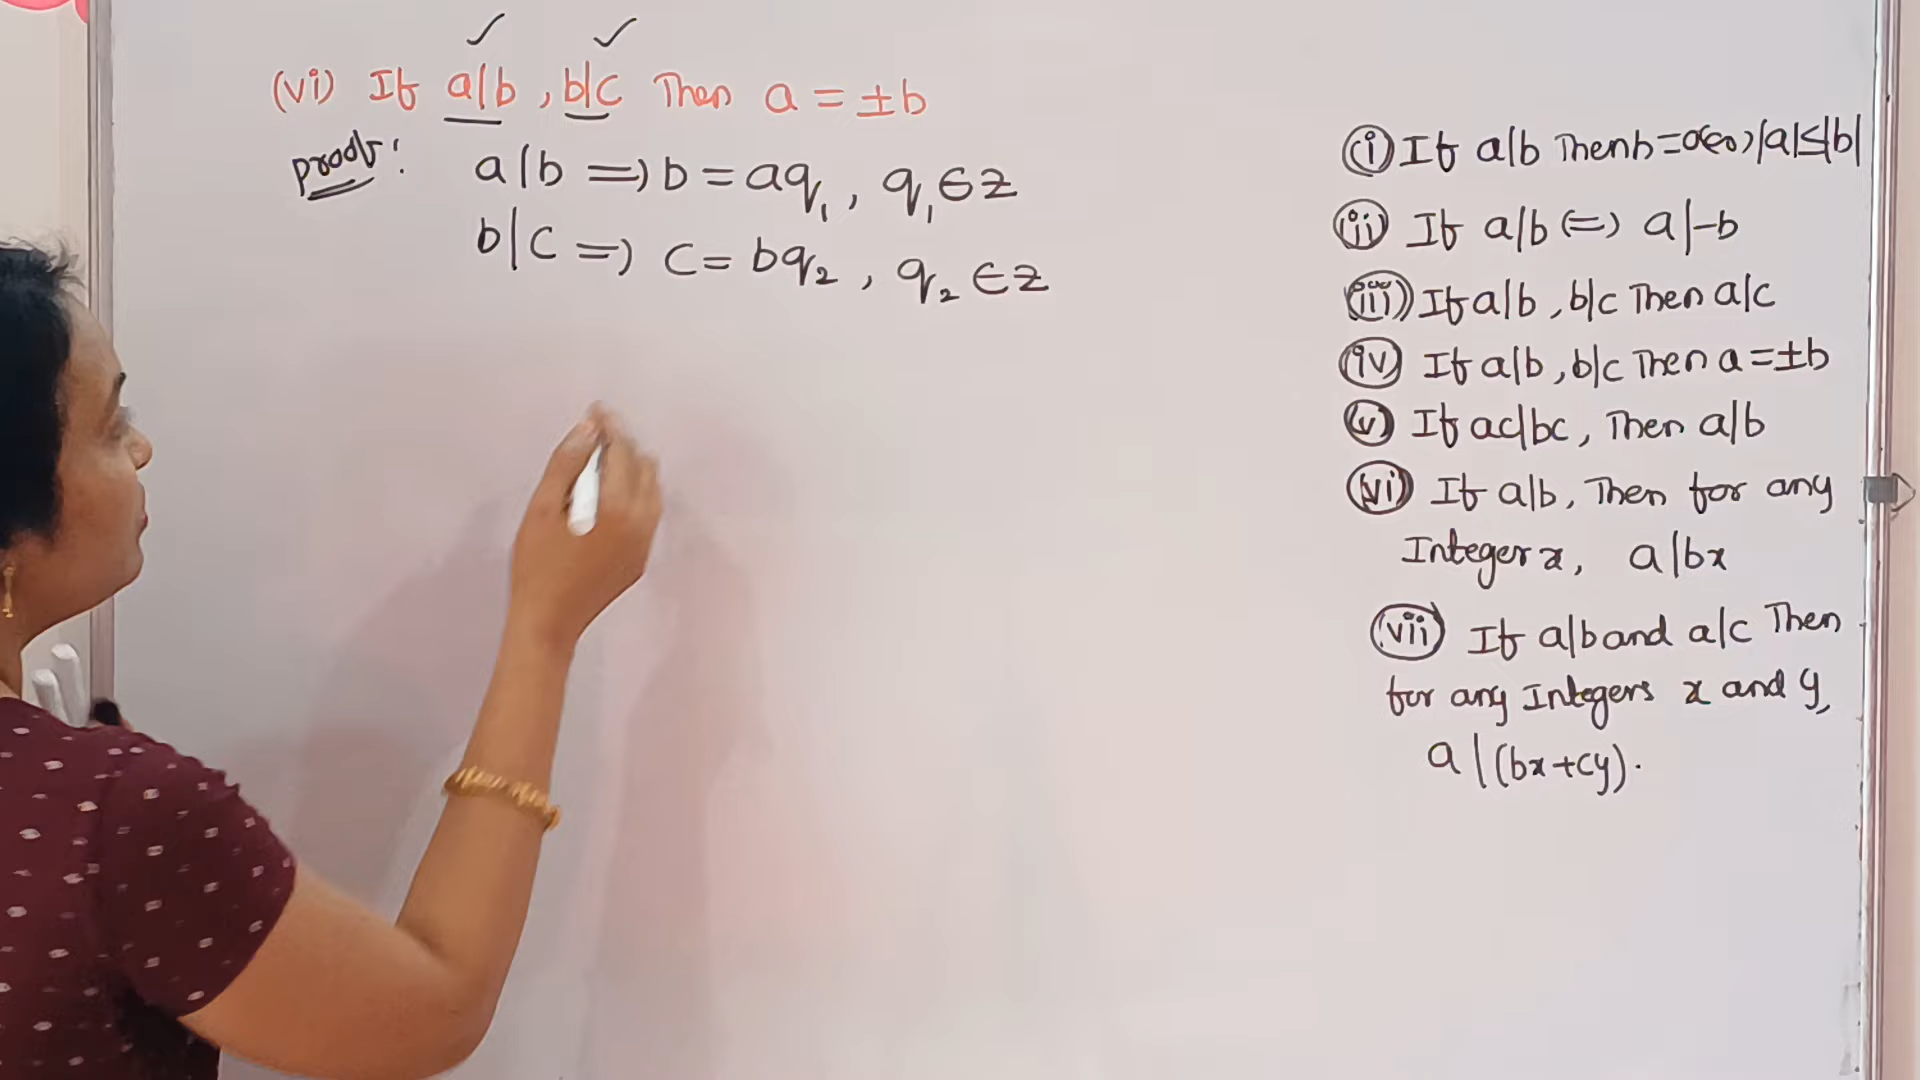 (vi) If a|b , b|c Then a = ±b
Proof: a|b => b = aq₁ , q₁ ∈ z
b|c => c = bq₂ , q₂ ∈ z
(i) If a|b Then b=0 (or) |a|≤|b|
(ii) If a|b <=> a|-b
(iii) If a|b , b|c Then a|c
(iv) If a|b , b|c Then a=±b
(v) If ac|bc, Then a|b
(vi) If a|b, Then for any
Integer x, a|bx
(vii) If a|b and a|c Then
for any Integers x and y,
a|(bx+cy).